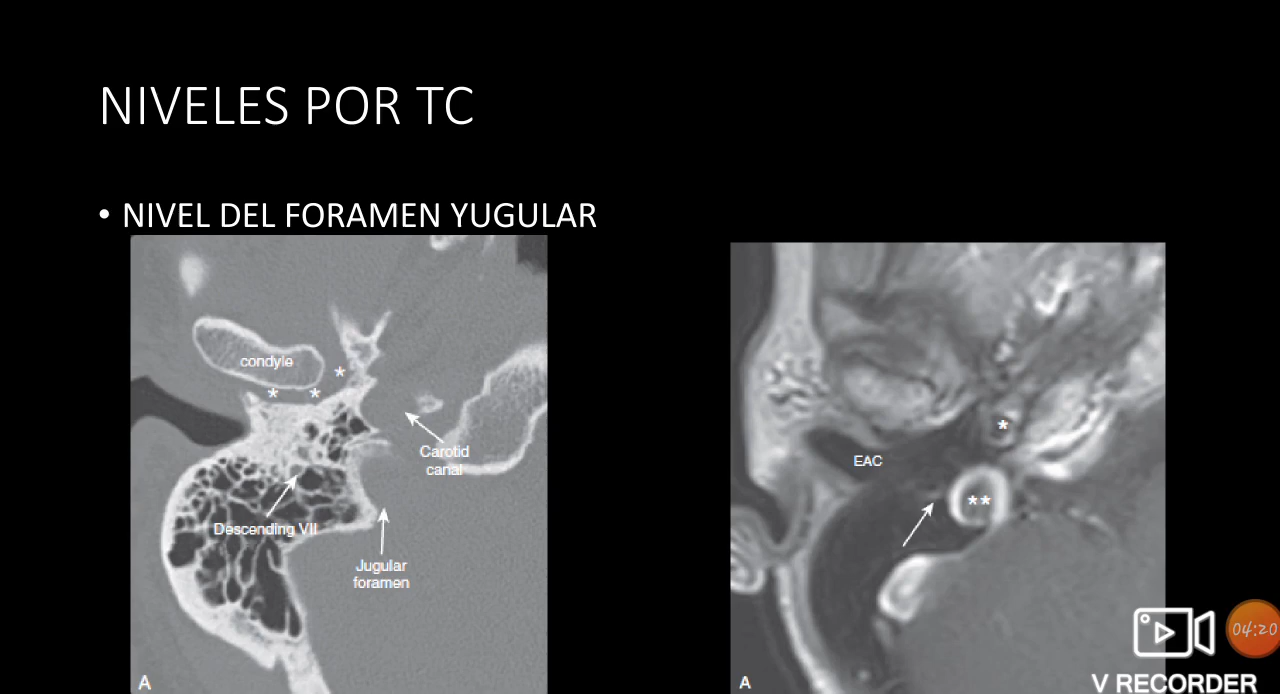 NIVELES POR TC
• NIVEL DEL FORAMEN YUGULAR
condyle
*
* *
Carotid
canal
Descending VII
Jugular
foramen
A
*
EAC
**
A
04:20
V RECORDER